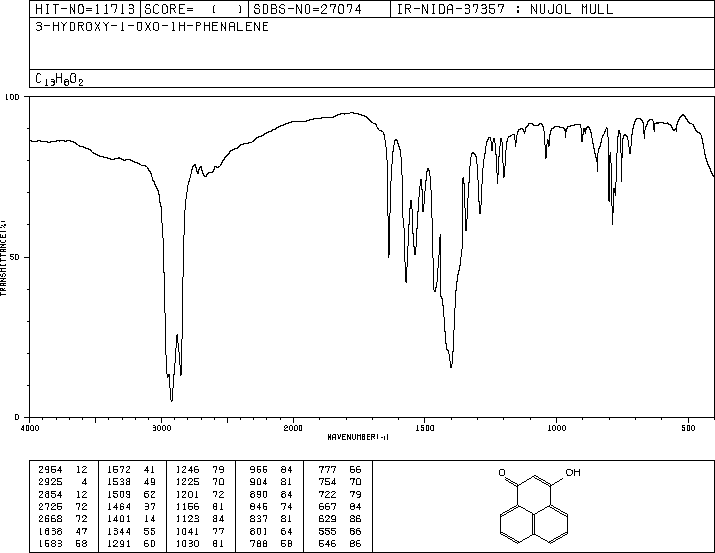 HIT-NO=11713 SCORE= ( ) SDBS-NO=27074 IR-NIDA-37357 : NUJOL MULL
3-HYDROXY-1-OXO-1H-PHENALENE
C13H8O2
100
50
0
TRANSMITTANCE(%)
4000 3000 2000 1500 1000 500
WAVENUMBER(-1)
2954 12 1572 41 1246 79 966 84 777 66
2925 4 1538 49 1225 70 904 81 754 70
2854 12 1509 62 1201 72 890 84 722 79
2725 72 1464 37 1156 81 845 74 667 84
2668 72 1401 14 1123 84 837 81 629 86
1636 47 1344 55 1041 77 801 64 555 86
1583 68 1291 60 1030 81 788 58 546 86
O
OH